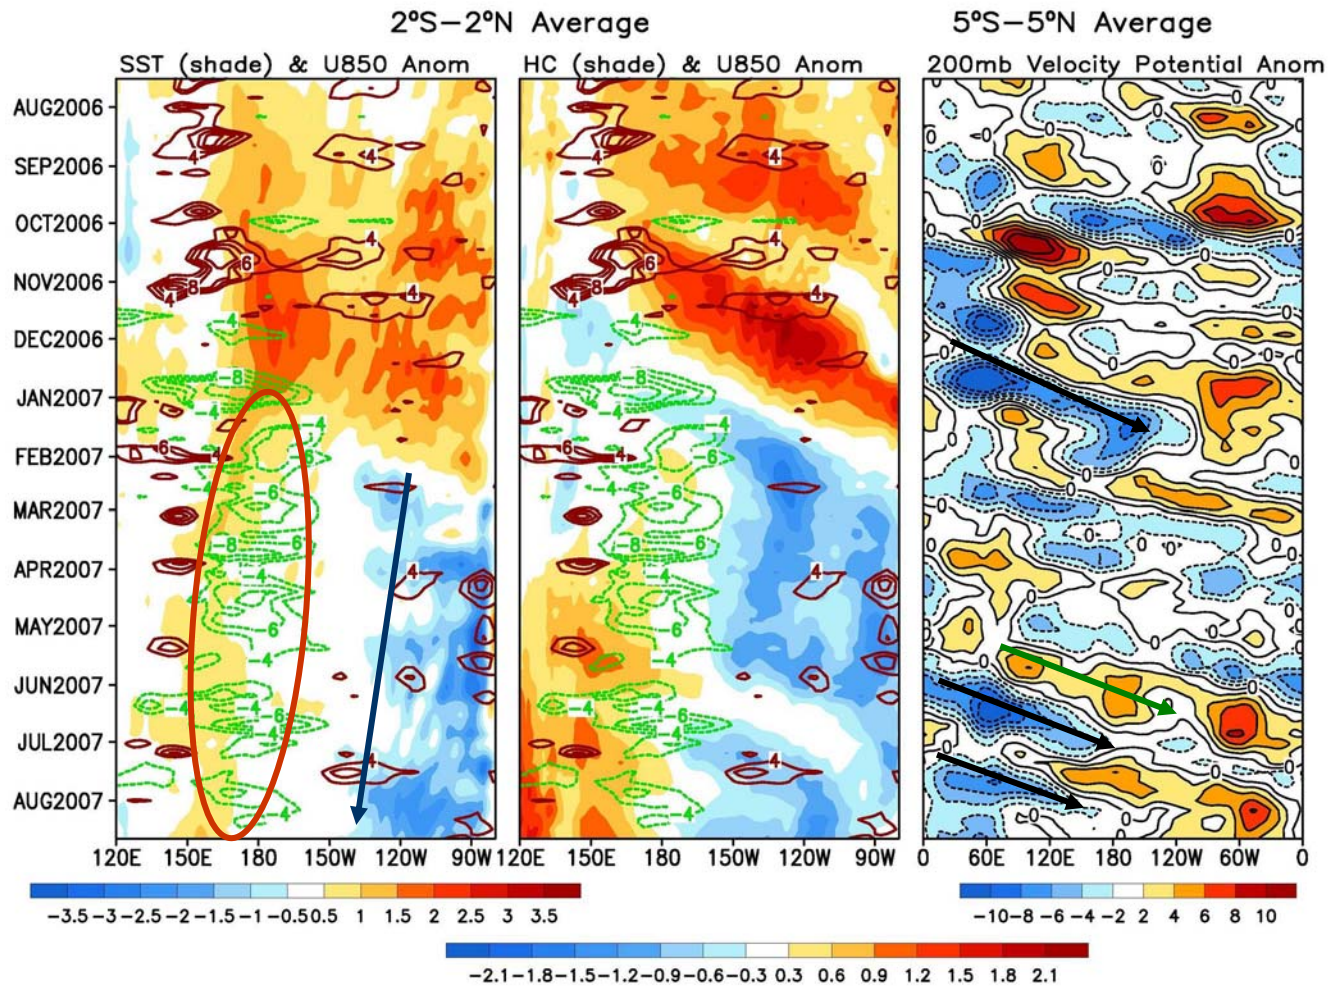 2°S−2°N Average
5°S−5°N Average
SST (shade) & U850 Anom
HC (shade) & U850 Anom
200mb Velocity Potential Anom
AUG2006
SEP2006
OCT2006
NOV2006
DEC2006
JAN2007
FEB2007
MAR2007
APR2007
MAY2007
JUN2007
JUL2007
AUG2007
120E 150E 180 150W 120W 90W
120E 150E 180 150W 120W 90W
0 60E 120E 180 120W 60W 0
−3.5 −3 −2.5 −2 −1.5 −1 −0.5 0.5 1 1.5 2 2.5 3 3.5
−10 −8 −6 −4 −2 2 4 6 8 10
−2.1 −1.8 −1.5 −1.2 −0.9 −0.6 −0.3 0.3 0.6 0.9 1.2 1.5 1.8 2.1